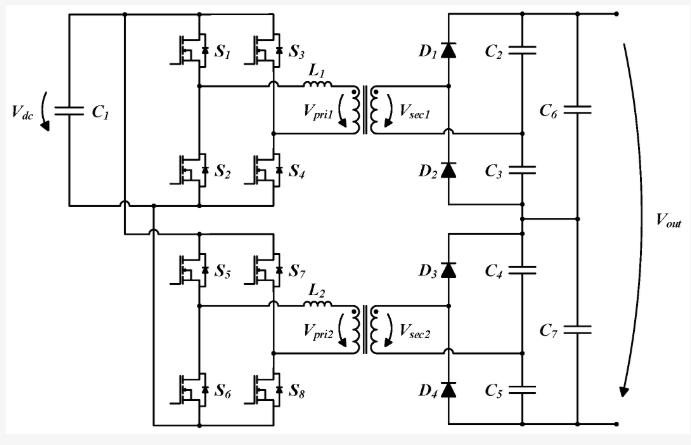 S1 S3 D1 C2
L1
Vdc C1 Vpri1 Vsec1 C6
S2 S4 D2 C3
Vout
S5 S7 D3 C4
L2
Vpri2 Vsec2 C7
S6 S8 D4 C5